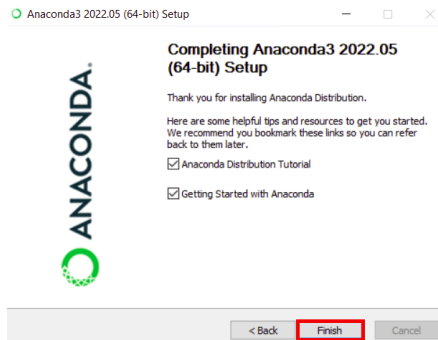 Anaconda3 2022.05 (64-bit) Setup
Completing Anaconda3 2022.05
(64-bit) Setup
Thank you for installing Anaconda Distribution.
Here are some helpful tips and resources to get you started.
We recommend you bookmark these links so you can refer
back to them later.
Anaconda Distribution Tutorial
Getting Started with Anaconda
ANACONDA.
< Back Finish Cancel